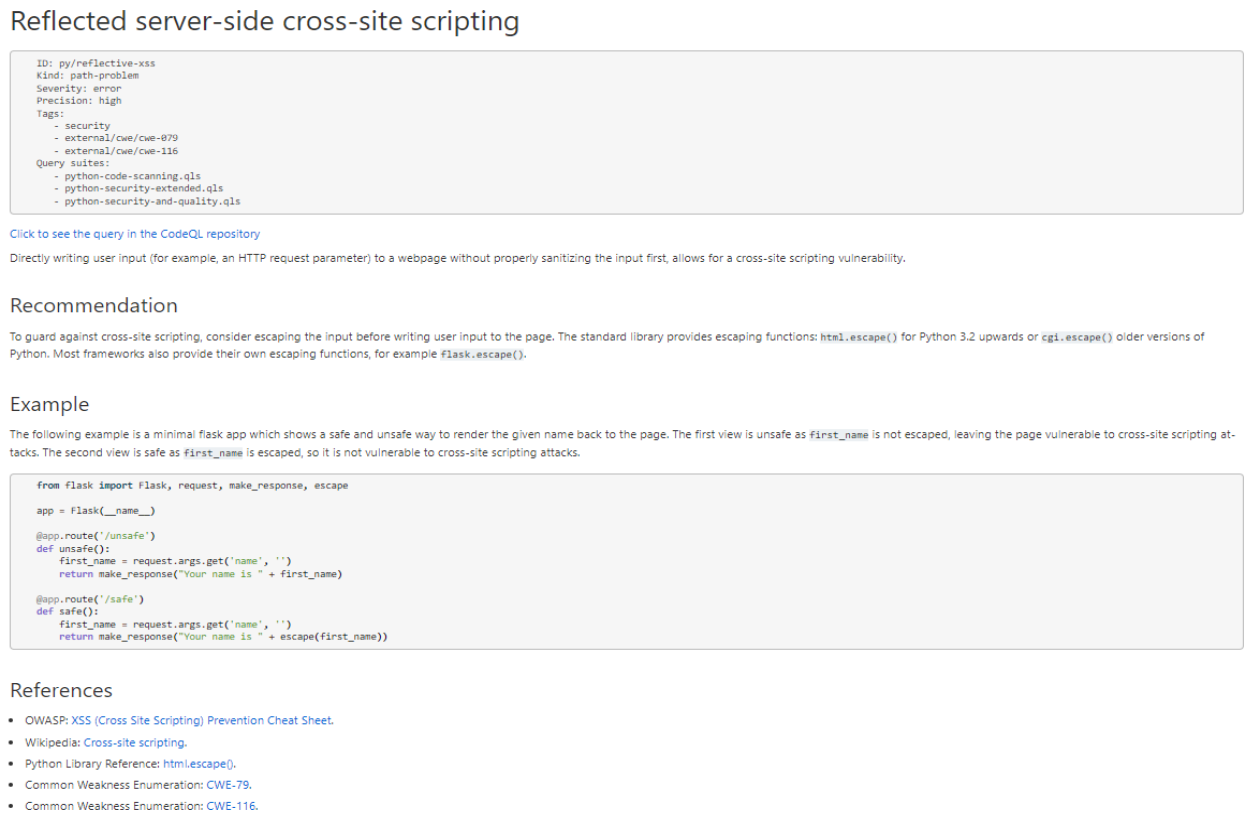 Reflected server-side cross-site scripting
ID: py/reflective-xss
Kind: path-problem
Severity: error
Precision: high
Tags:
   - security
   - external/cwe/cwe-079
   - external/cwe/cwe-116
Query suites:
   - python-code-scanning.qls
   - python-security-extended.qls
   - python-security-and-quality.qls
Click to see the query in the CodeQL repository
Directly writing user input (for example, an HTTP request parameter) to a webpage without properly sanitizing the input first, allows for a cross-site scripting vulnerability.
Recommendation
To guard against cross-site scripting, consider escaping the input before writing user input to the page. The standard library provides escaping functions: html.escape() for Python 3.2 upwards or cgi.escape() older versions of
Python. Most frameworks also provide their own escaping functions, for example flask.escape().
Example
The following example is a minimal flask app which shows a safe and unsafe way to render the given name back to the page. The first view is unsafe as first_name is not escaped, leaving the page vulnerable to cross-site scripting at-
tacks. The second view is safe as first_name is escaped, so it is not vulnerable to cross-site scripting attacks.
from flask import Flask, request, make_response, escape
app = Flask(__name__)
@app.route('/unsafe')
def unsafe():
    first_name = request.args.get('name', '')
    return make_response("Your name is " + first_name)
@app.route('/safe')
def safe():
    first_name = request.args.get('name', '')
    return make_response("Your name is " + escape(first_name))
References
• OWASP: XSS (Cross Site Scripting) Prevention Cheat Sheet.
• Wikipedia: Cross-site scripting.
• Python Library Reference: html.escape().
• Common Weakness Enumeration: CWE-79.
• Common Weakness Enumeration: CWE-116.